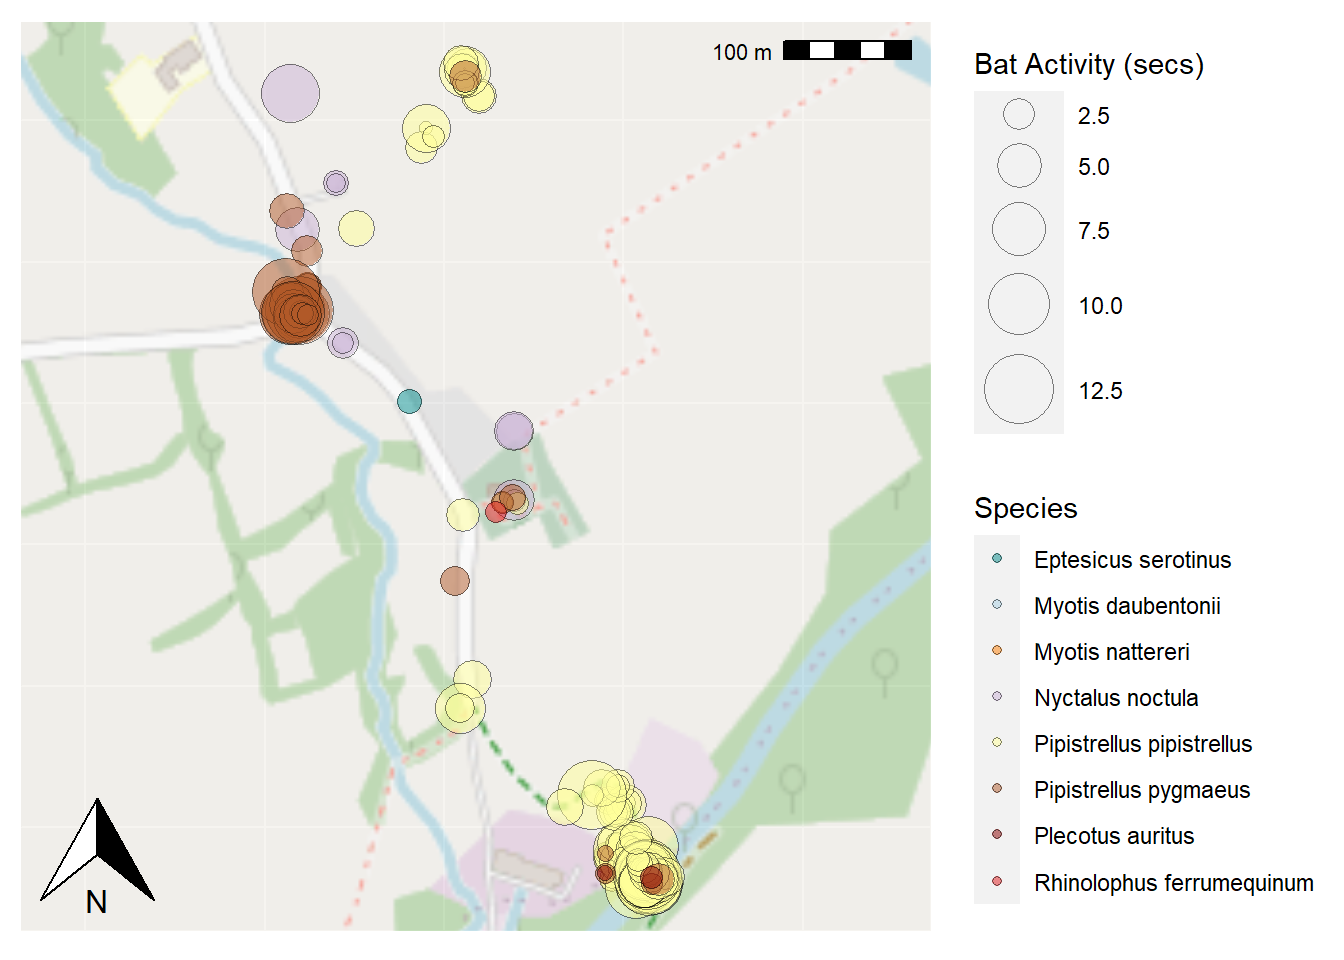 100 m
N
Bat Activity (secs)
2.5
5.0
7.5
10.0
12.5
Species
Eptesicus serotinus
Myotis daubentonii
Myotis nattereri
Nyctalus noctula
Pipistrellus pipistrellus
Pipistrellus pygmaeus
Plecotus auritus
Rhinolophus ferrumequinum